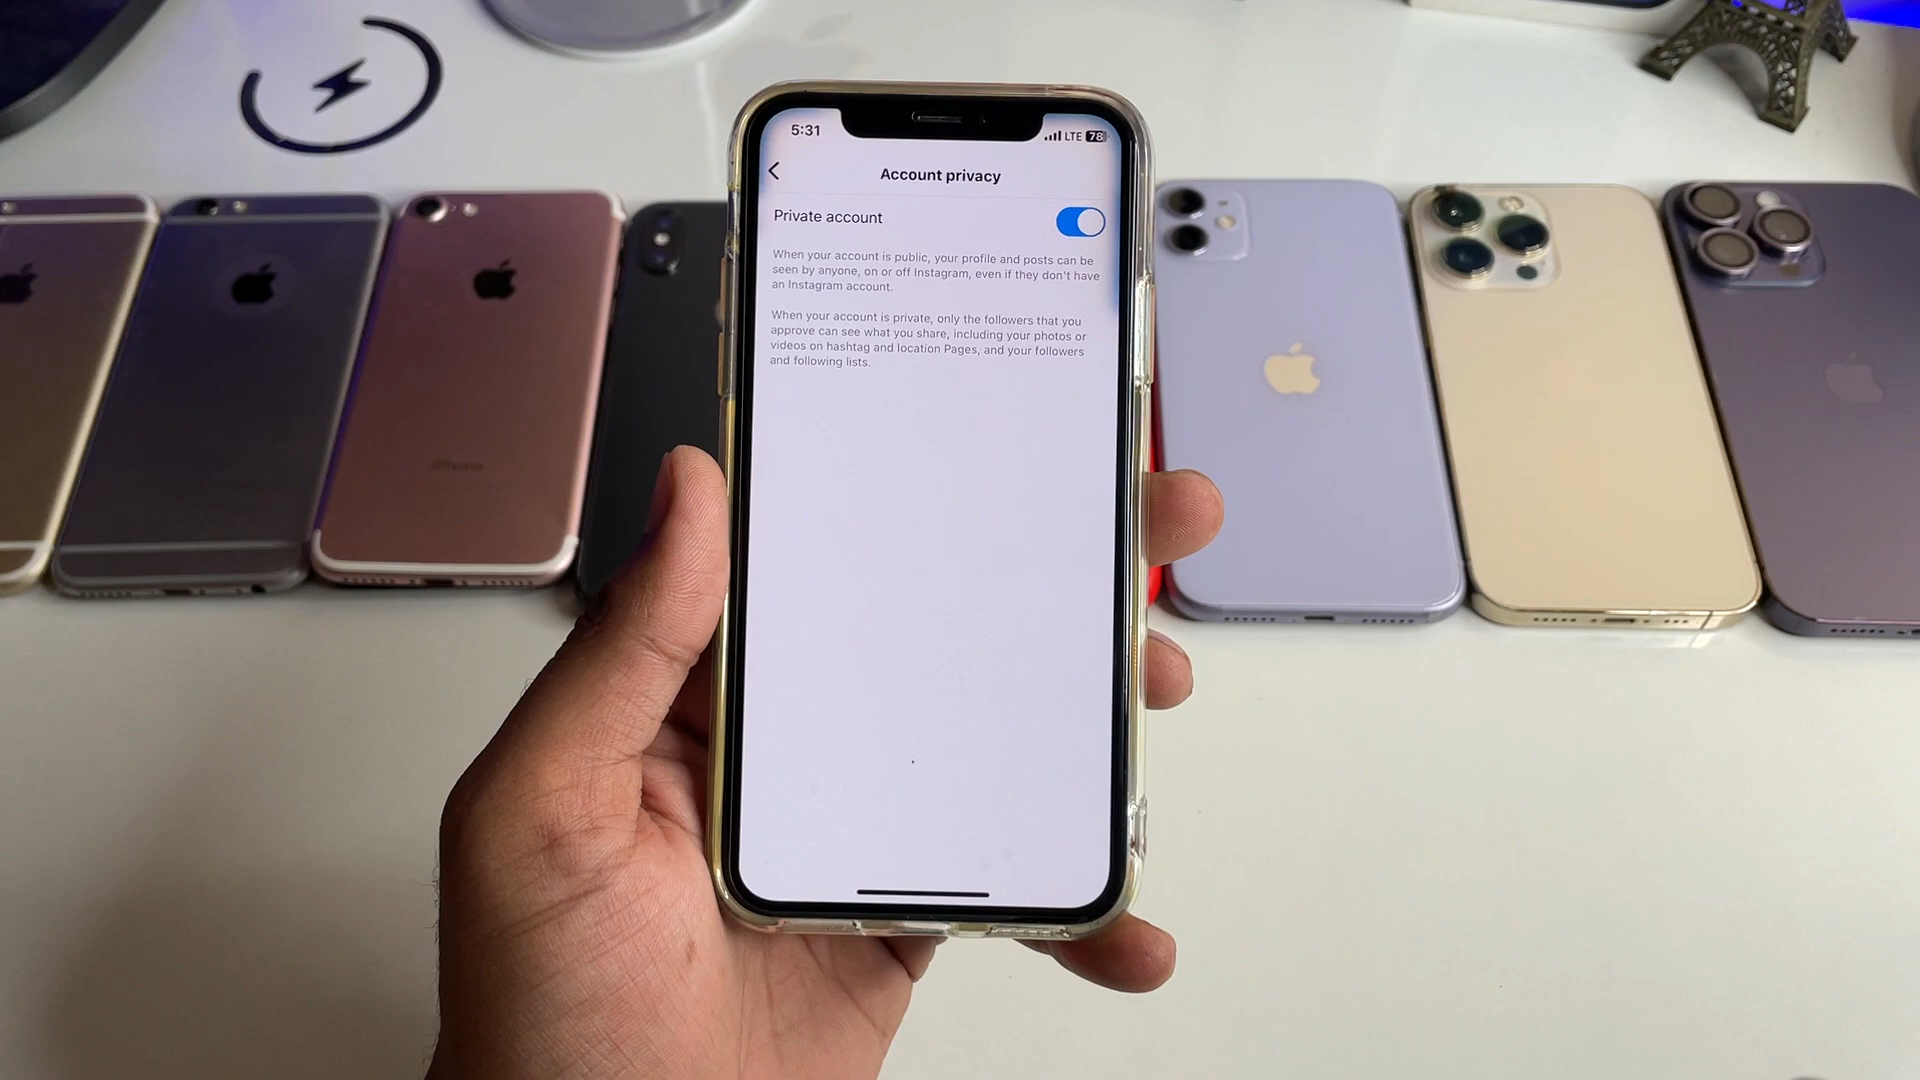 5:31
LTE 78
Account privacy
Private account
When your account is public, your profile and posts can be
seen by anyone, on or off Instagram, even if they don't have
an Instagram account.
When your account is private, only the followers that you
approve can see what you share, including your photos or
videos on hashtag and location Pages, and your followers
and following lists.
iPhone